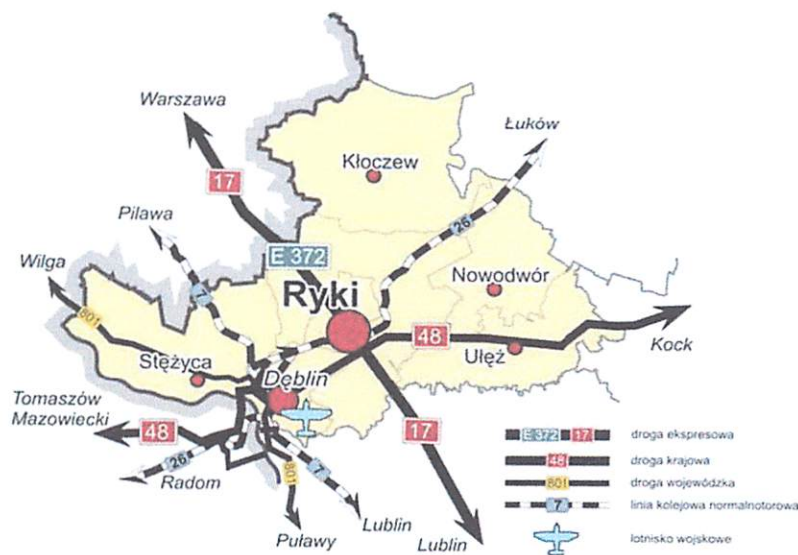 Warszawa
Łuków
Kłoczew
17
26
Pilawa
E 372
Wilga
Nowodwór
7
Ryki
801
48
Stężyca
Ułęż
Kock
Dęblin
Tomaszów
Mazowiecki
48
17
26
801
7
Radom
Lublin
Puławy
Lublin
E 372 17 droga ekspresowa
48 droga krajowa
801 droga wojewódzka
7 linia kolejowa normalnotorowa
lotnisko wojskowe